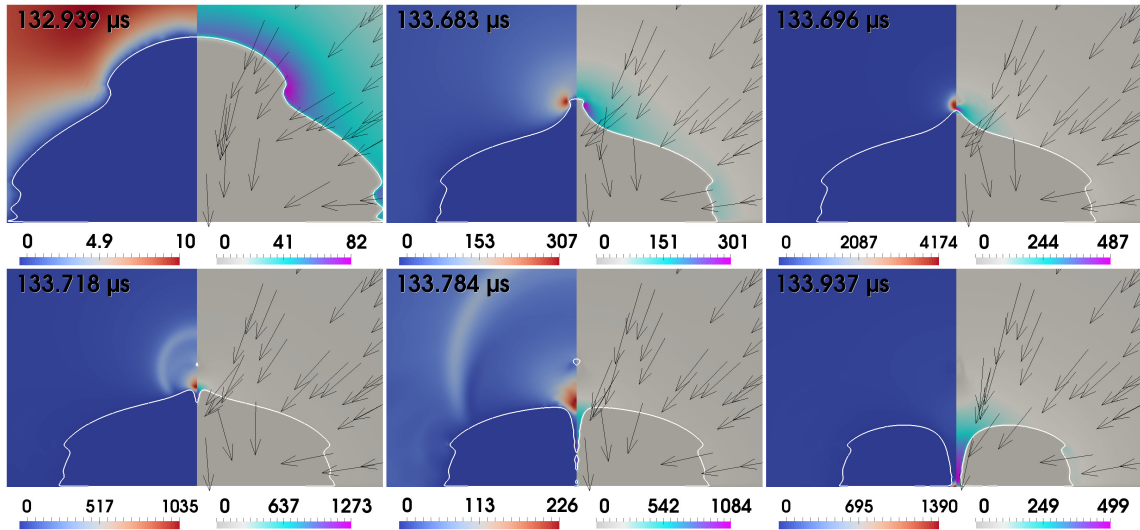 132.939 µs 133.683 µs 133.696 µs
0 4.9 10 0 41 82 0 153 307 0 151 301 0 2087 4174 0 244 487
133.718 µs 133.784 µs 133.937 µs
0 517 1035 0 637 1273 0 113 226 0 542 1084 0 695 1390 0 249 499